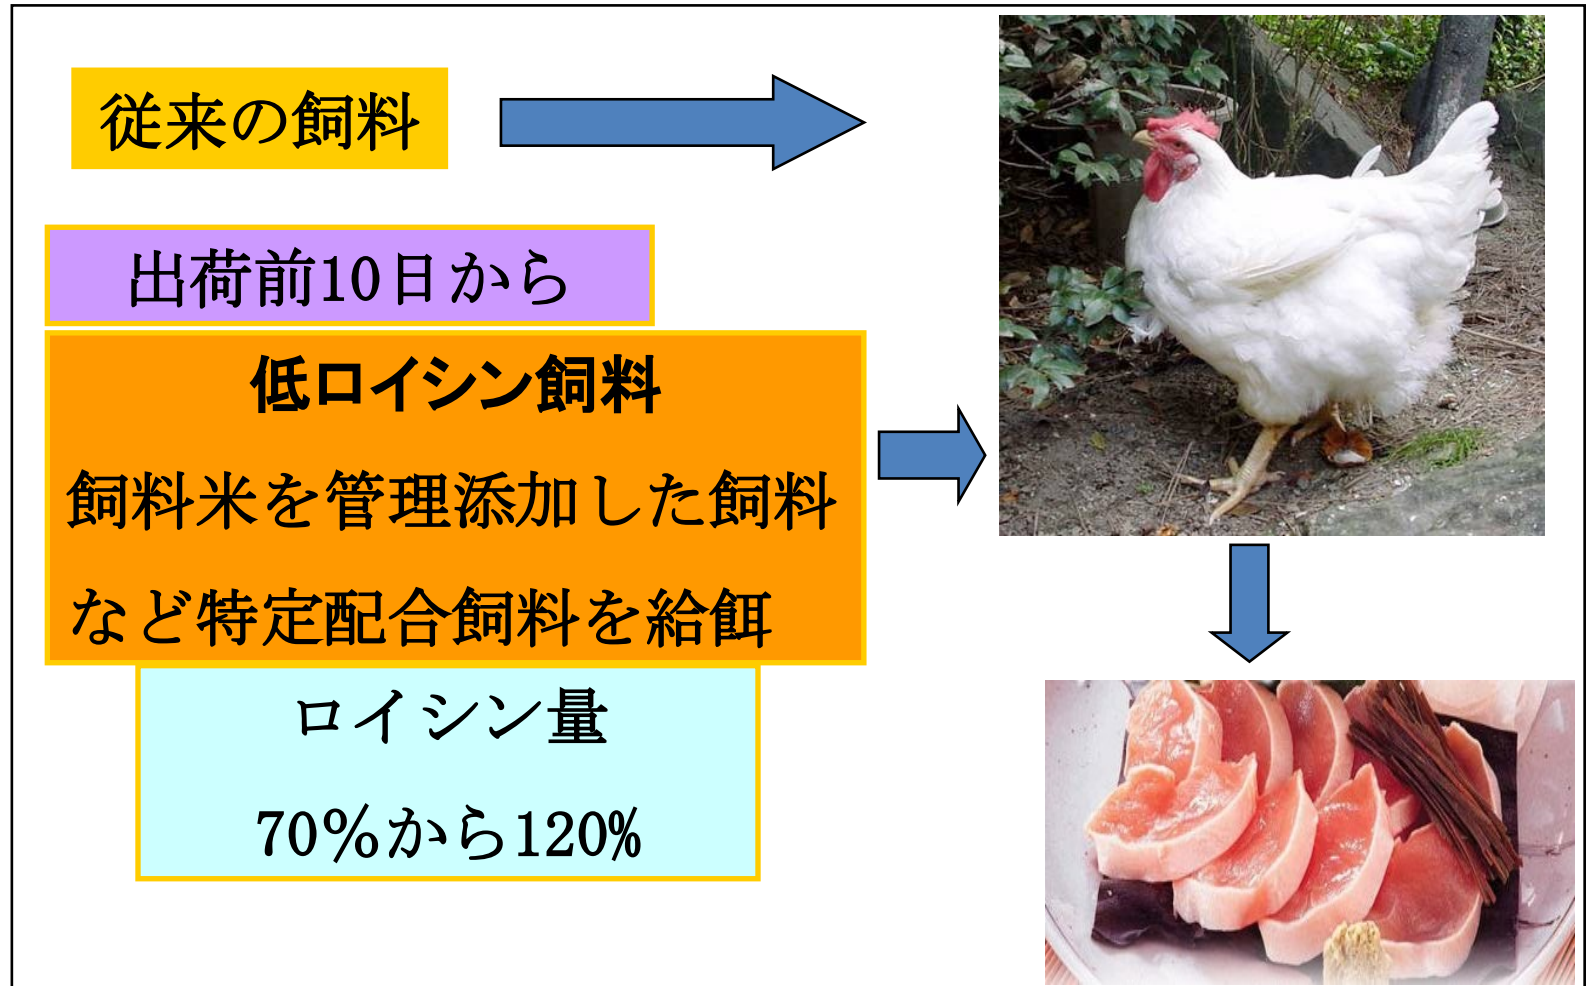 従来の飼料
出荷前10日から
低ロイシン飼料
飼料米を管理添加した飼料
など特定配合飼料を給餌
ロイシン量
70％から120%